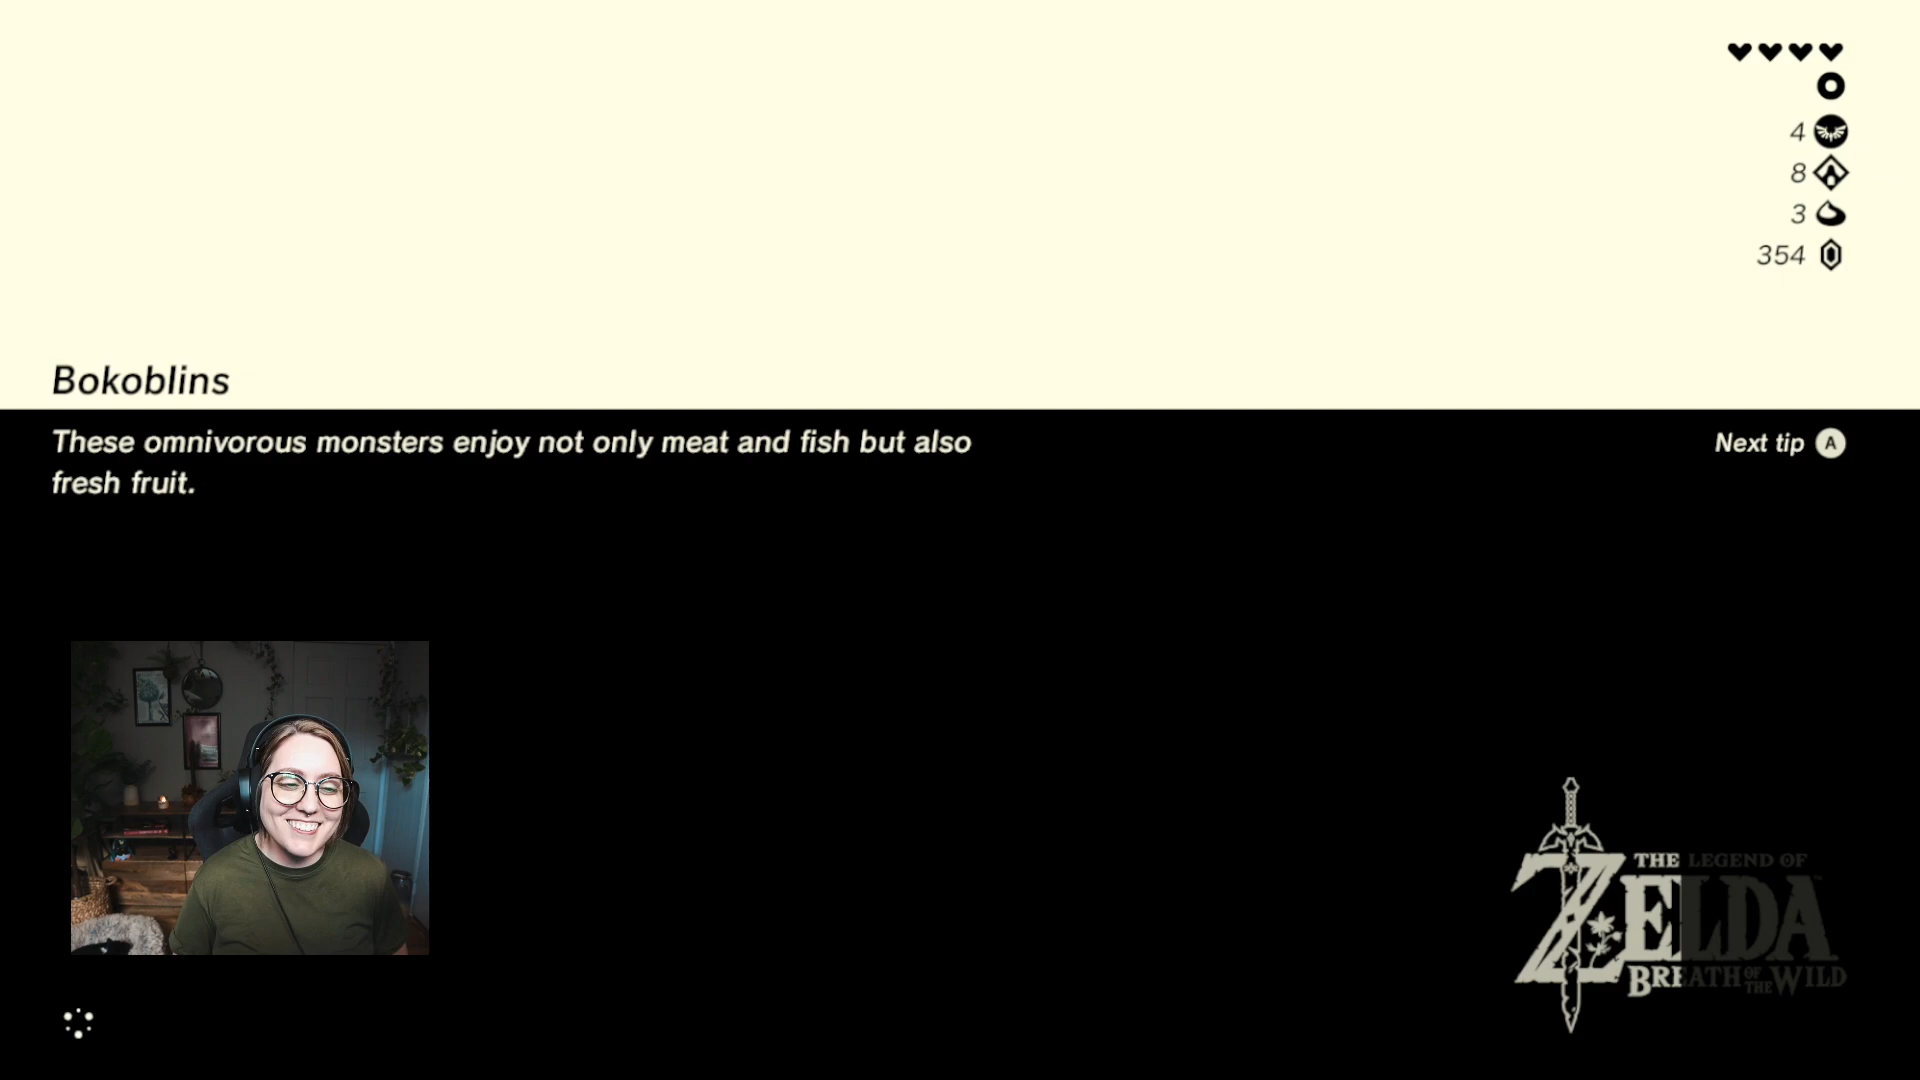 4
8
3
354
Bokoblins
These omnivorous monsters enjoy not only meat and fish but also
fresh fruit.
Next tip A
THE LEGEND OF
ZELDA
BREATH OF THE WILD